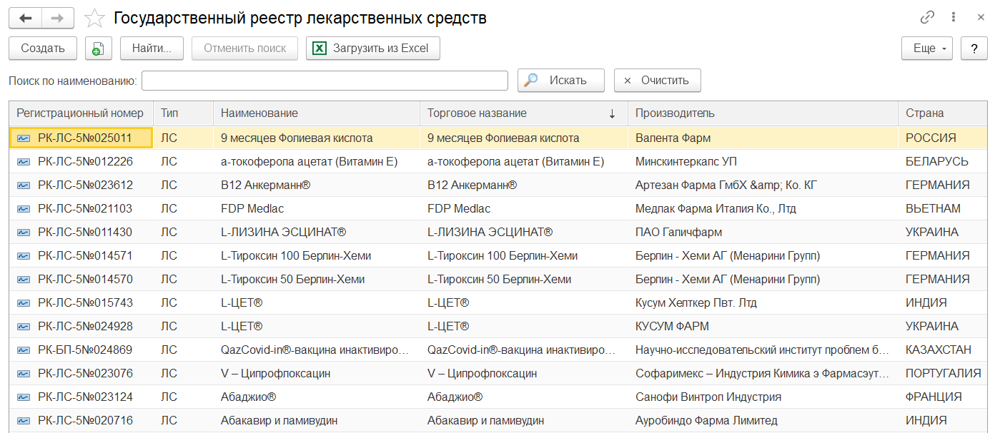 Государственный реестр лекарственных средств
Создать Найти... Отменить поиск Загрузить из Excel Еще ?
Поиск по наименованию: Искать × Очистить
Регистрационный номер Тип Наименование Торговое название ↓ Производитель Страна
РК-ЛС-5№025011 ЛС 9 месяцев Фолиевая кислота 9 месяцев Фолиевая кислота Валента Фарм РОССИЯ
РК-ЛС-5№012226 ЛС а-токоферола ацетат (Витамин Е) а-токоферола ацетат (Витамин Е) Минскинтеркапс УП БЕЛАРУСЬ
РК-ЛС-5№023612 ЛС В12 Анкерманн® В12 Анкерманн® Артезан Фарма ГмбХ &amp; Ко. КГ ГЕРМАНИЯ
РК-ЛС-5№021103 ЛС FDP Medlac FDP Medlac Медлак Фарма Италия Ко., Лтд ВЬЕТНАМ
РК-ЛС-5№011430 ЛС L-ЛИЗИНА ЭСЦИНАТ® L-ЛИЗИНА ЭСЦИНАТ® ПАО Галичфарм УКРАИНА
РК-ЛС-5№014571 ЛС L-Тироксин 100 Берлин-Хеми L-Тироксин 100 Берлин-Хеми Берлин - Хеми АГ (Менарини Групп) ГЕРМАНИЯ
РК-ЛС-5№014570 ЛС L-Тироксин 50 Берлин-Хеми L-Тироксин 50 Берлин-Хеми Берлин - Хеми АГ (Менарини Групп) ГЕРМАНИЯ
РК-ЛС-5№015743 ЛС L-ЦЕТ® L-ЦЕТ® Кусум Хелткер Пвт. Лтд ИНДИЯ
РК-ЛС-5№024928 ЛС L-ЦЕТ® L-ЦЕТ® КУСУМ ФАРМ УКРАИНА
РК-БП-5№024869 ЛС QazCovid-in®-вакцина инактивиро... QazCovid-in®-вакцина инактивиро... Научно-исследовательский институт проблем б... КАЗАХСТАН
РК-ЛС-5№023076 ЛС V – Ципрофлоксацин V – Ципрофлоксацин Софаримекс – Индустрия Кимика э Фармасэут... ПОРТУГАЛИЯ
РК-ЛС-5№023124 ЛС Абаджио® Абаджио® Санофи Винтроп Индустрия ФРАНЦИЯ
РК-ЛС-5№020716 ЛС Абакавир и ламивудин Абакавир и ламивудин Ауробиндо Фарма Лимитед ИНДИЯ